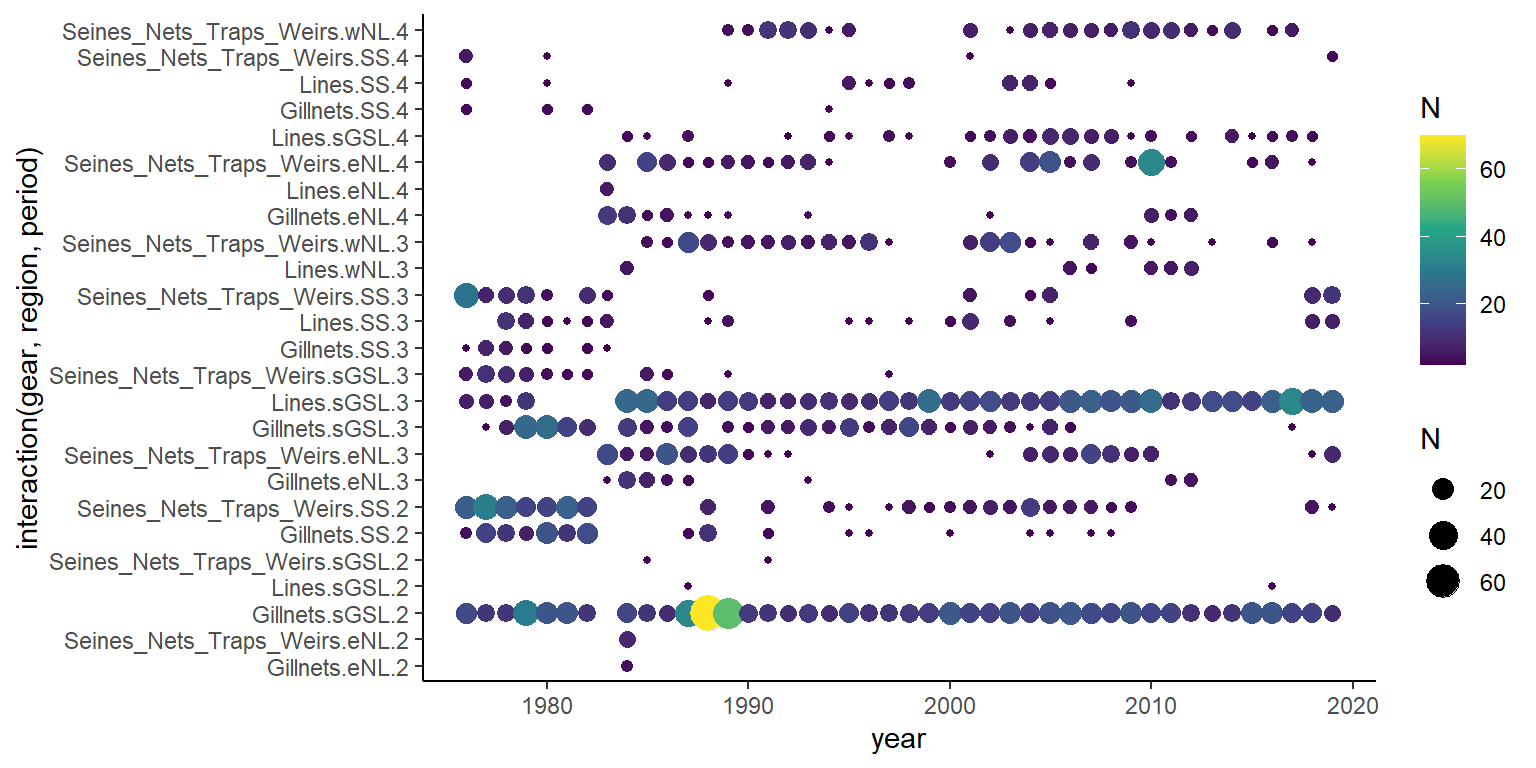 Seines_Nets_Traps_Weirs.wNL.4
Seines_Nets_Traps_Weirs.SS.4
Lines.SS.4
Gillnets.SS.4
Lines.sGSL.4
Seines_Nets_Traps_Weirs.eNL.4
Lines.eNL.4
Gillnets.eNL.4
Seines_Nets_Traps_Weirs.wNL.3
Lines.wNL.3
Seines_Nets_Traps_Weirs.SS.3
Lines.SS.3
Gillnets.SS.3
Seines_Nets_Traps_Weirs.sGSL.3
Lines.sGSL.3
Gillnets.sGSL.3
Seines_Nets_Traps_Weirs.eNL.3
Gillnets.eNL.3
Seines_Nets_Traps_Weirs.SS.2
Gillnets.SS.2
Seines_Nets_Traps_Weirs.sGSL.2
Lines.sGSL.2
Gillnets.sGSL.2
Seines_Nets_Traps_Weirs.eNL.2
Gillnets.eNL.2
interaction(gear, region, period)
1980 1990 2000 2010 2020
year
N
60
40
20
N
20
40
60